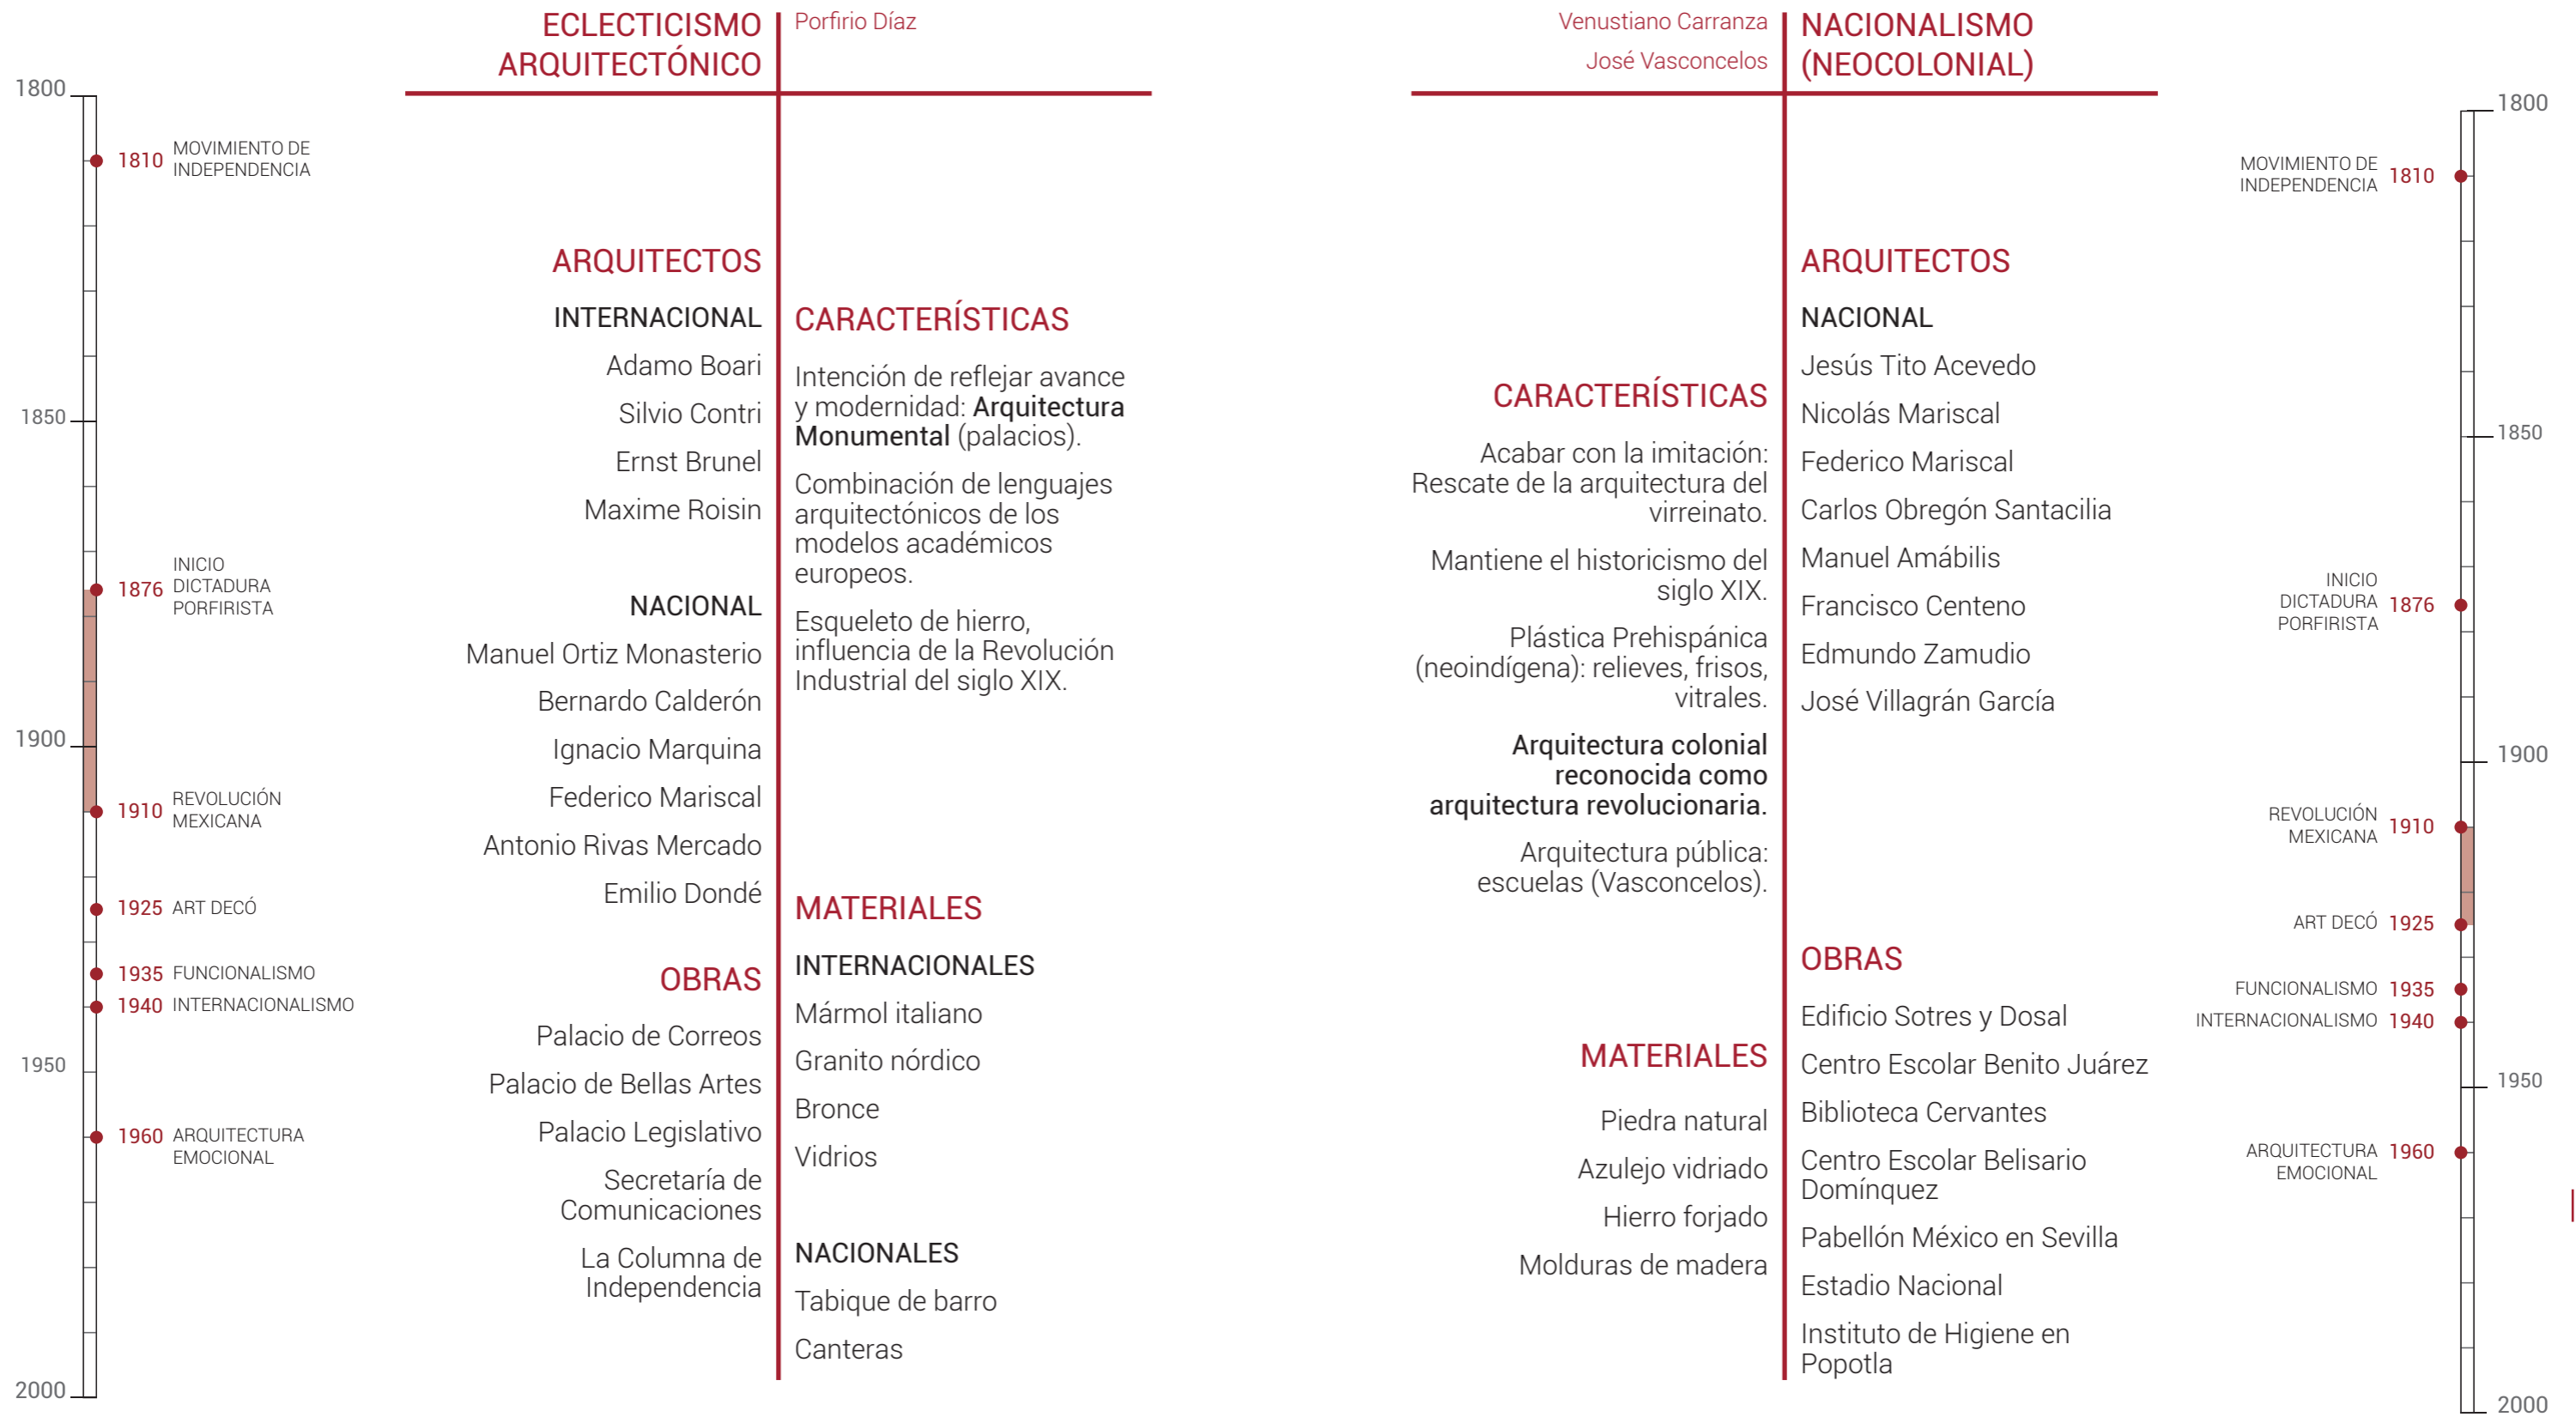 ECLECTICISMO
ARQUITECTÓNICO
Porfirio Díaz
1800
1810 MOVIMIENTO DE
INDEPENDENCIA
1850
1876 INICIO
DICTADURA
PORFIRISTA
1900
1910 REVOLUCIÓN
MEXICANA
1925 ART DECÓ
1935 FUNCIONALISMO
1940 INTERNACIONALISMO
1950
1960 ARQUITECTURA
EMOCIONAL
2000
ARQUITECTOS
INTERNACIONAL
Adamo Boari
Silvio Contri
Ernst Brunel
Maxime Roisin
NACIONAL
Manuel Ortiz Monasterio
Bernardo Calderón
Ignacio Marquina
Federico Mariscal
Antonio Rivas Mercado
Emilio Dondé
OBRAS
Palacio de Correos
Palacio de Bellas Artes
Palacio Legislativo
Secretaría de
Comunicaciones
La Columna de
Independencia
CARACTERÍSTICAS
Intención de reflejar avance
y modernidad: Arquitectura
Monumental (palacios).
Combinación de lenguajes
arquitectónicos de los
modelos académicos
europeos.
Esqueleto de hierro,
influencia de la Revolución
Industrial del siglo XIX.
MATERIALES
INTERNACIONALES
Mármol italiano
Granito nórdico
Bronce
Vidrios
NACIONALES
Tabique de barro
Canteras
Venustiano Carranza
José Vasconcelos
NACIONALISMO
(NEOCOLONIAL)
CARACTERÍSTICAS
Acabar con la imitación:
Rescate de la arquitectura del
virreinato.
Mantiene el historicismo del
siglo XIX.
Plástica Prehispánica
(neoindígena): relieves, frisos,
vitrales.
Arquitectura colonial
reconocida como
arquitectura revolucionaria.
Arquitectura pública:
escuelas (Vasconcelos).
MATERIALES
Piedra natural
Azulejo vidriado
Hierro forjado
Molduras de madera
ARQUITECTOS
NACIONAL
Jesús Tito Acevedo
Nicolás Mariscal
Federico Mariscal
Carlos Obregón Santacilia
Manuel Amábilis
Francisco Centeno
Edmundo Zamudio
José Villagrán García
OBRAS
Edificio Sotres y Dosal
Centro Escolar Benito Juárez
Biblioteca Cervantes
Centro Escolar Belisario
Domínquez
Pabellón México en Sevilla
Estadio Nacional
Instituto de Higiene en
Popotla
1800
MOVIMIENTO DE
INDEPENDENCIA 1810
1850
INICIO
DICTADURA 1876
PORFIRISTA
1900
REVOLUCIÓN 1910
MEXICANA
ART DECÓ 1925
FUNCIONALISMO 1935
INTERNACIONALISMO 1940
1950
ARQUITECTURA 1960
EMOCIONAL
2000